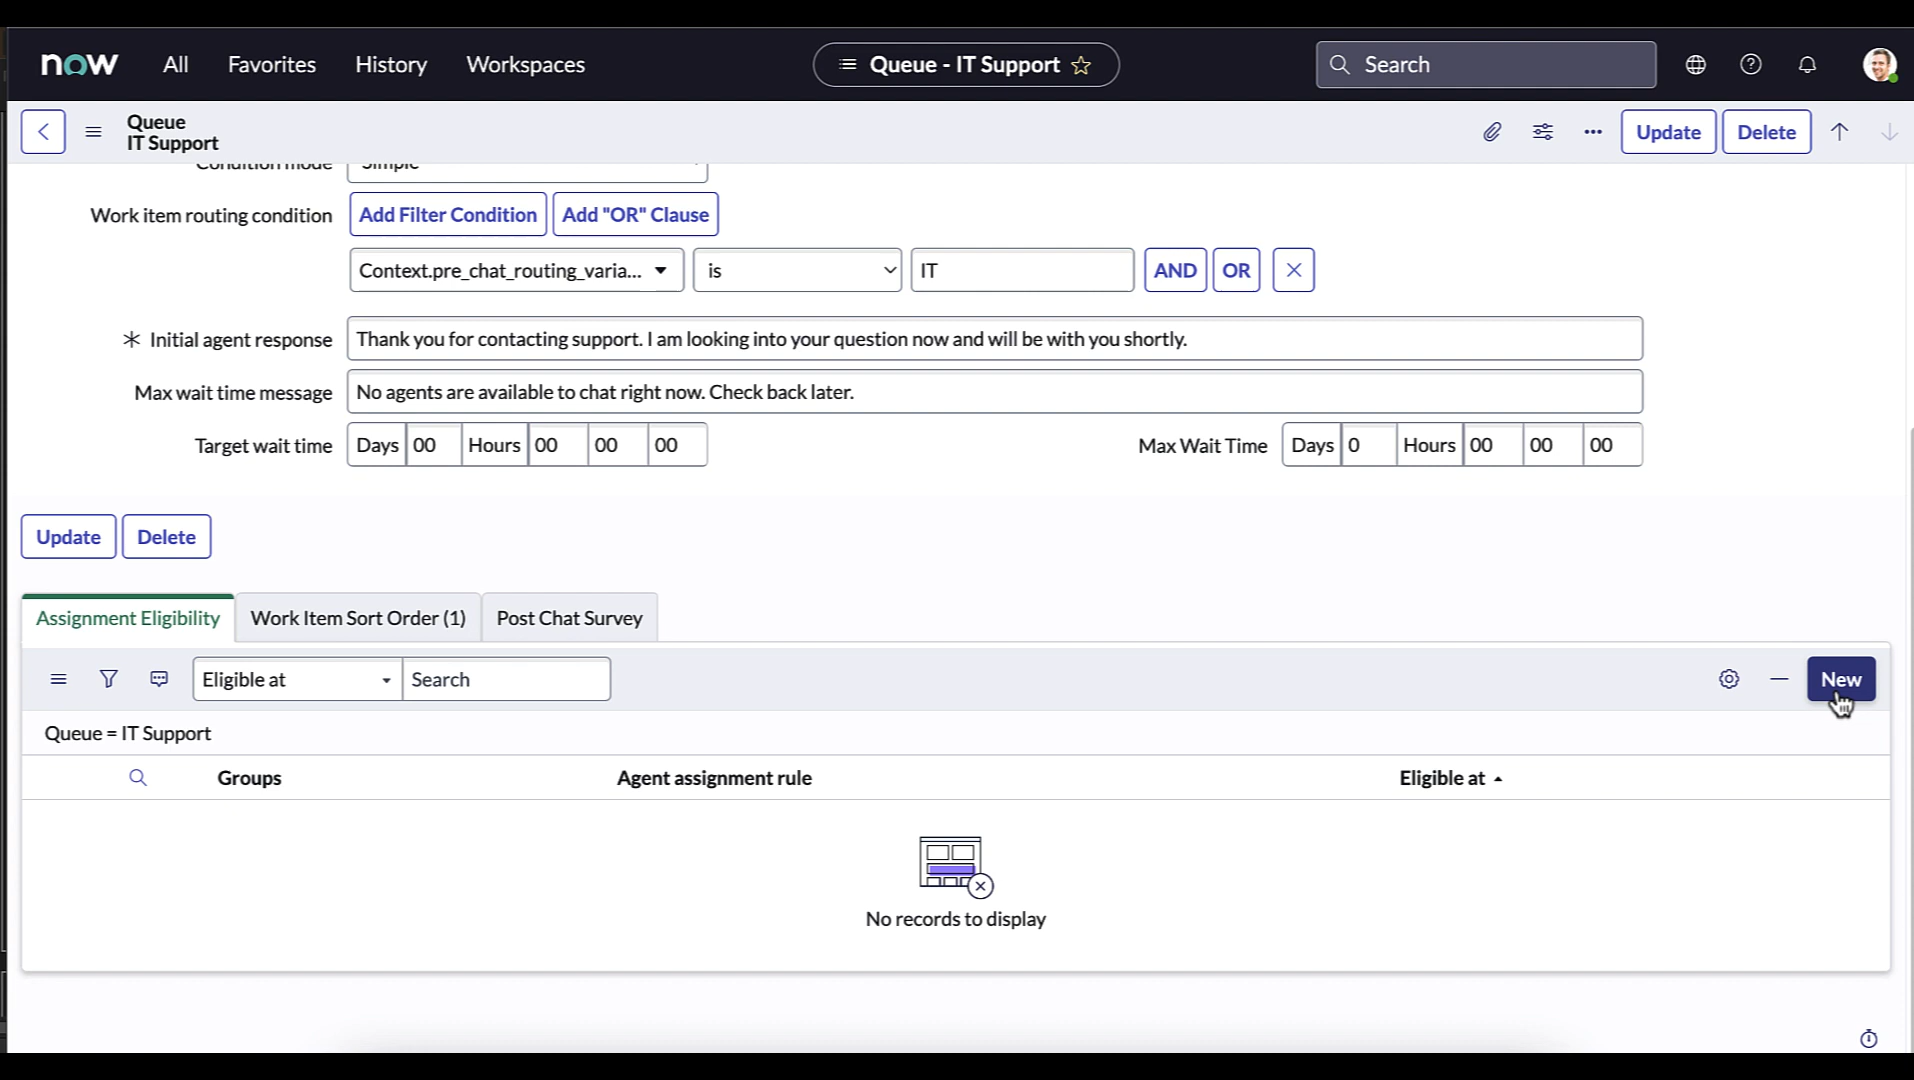 now All Favorites History Workspaces Queue - IT Support Search
Queue
IT Support
Update Delete
Condition mode Simple
Work item routing condition Add Filter Condition Add "OR" Clause
Context.pre_chat_routing_varia... is IT AND OR
Initial agent response Thank you for contacting support. I am looking into your question now and will be with you shortly.
Max wait time message No agents are available to chat right now. Check back later.
Target wait time Days 00 Hours 00 00 00 Max Wait Time Days 0 Hours 00 00 00
Update Delete
Assignment Eligibility Work Item Sort Order (1) Post Chat Survey
Eligible at Search New
Queue = IT Support
Groups Agent assignment rule Eligible at
No records to display